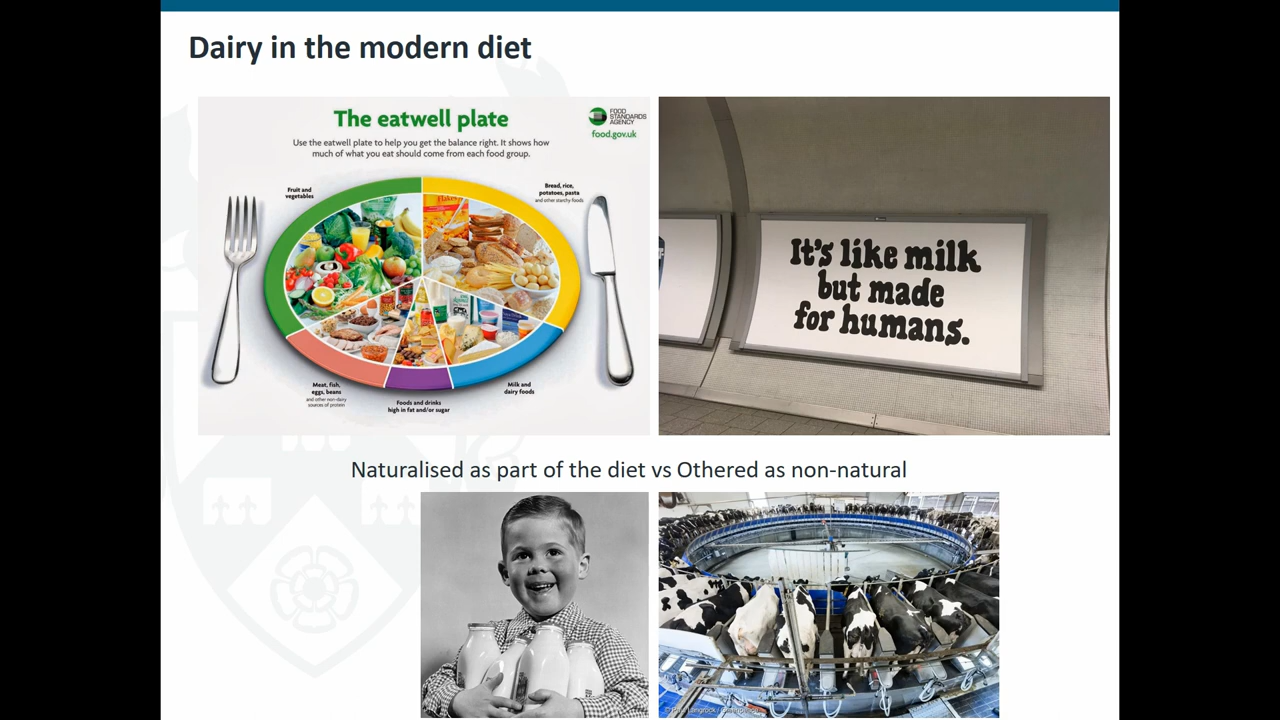 Dairy in the modern diet
The eatwell plate
FOOD
STANDARDS
AGENCY
food.gov.uk
Use the eatwell plate to help you get the balance right. It shows how
much of what you eat should come from each food group.
Fruit and
vegetables
Bread, rice,
potatoes, pasta
and other starchy foods
Meat, fish,
eggs, beans
and other non-dairy
sources of protein
Foods and drinks
high in fat and/or sugar
Milk and
dairy foods
It's like milk
but made
for humans.
Naturalised as part of the diet vs Othered as non-natural